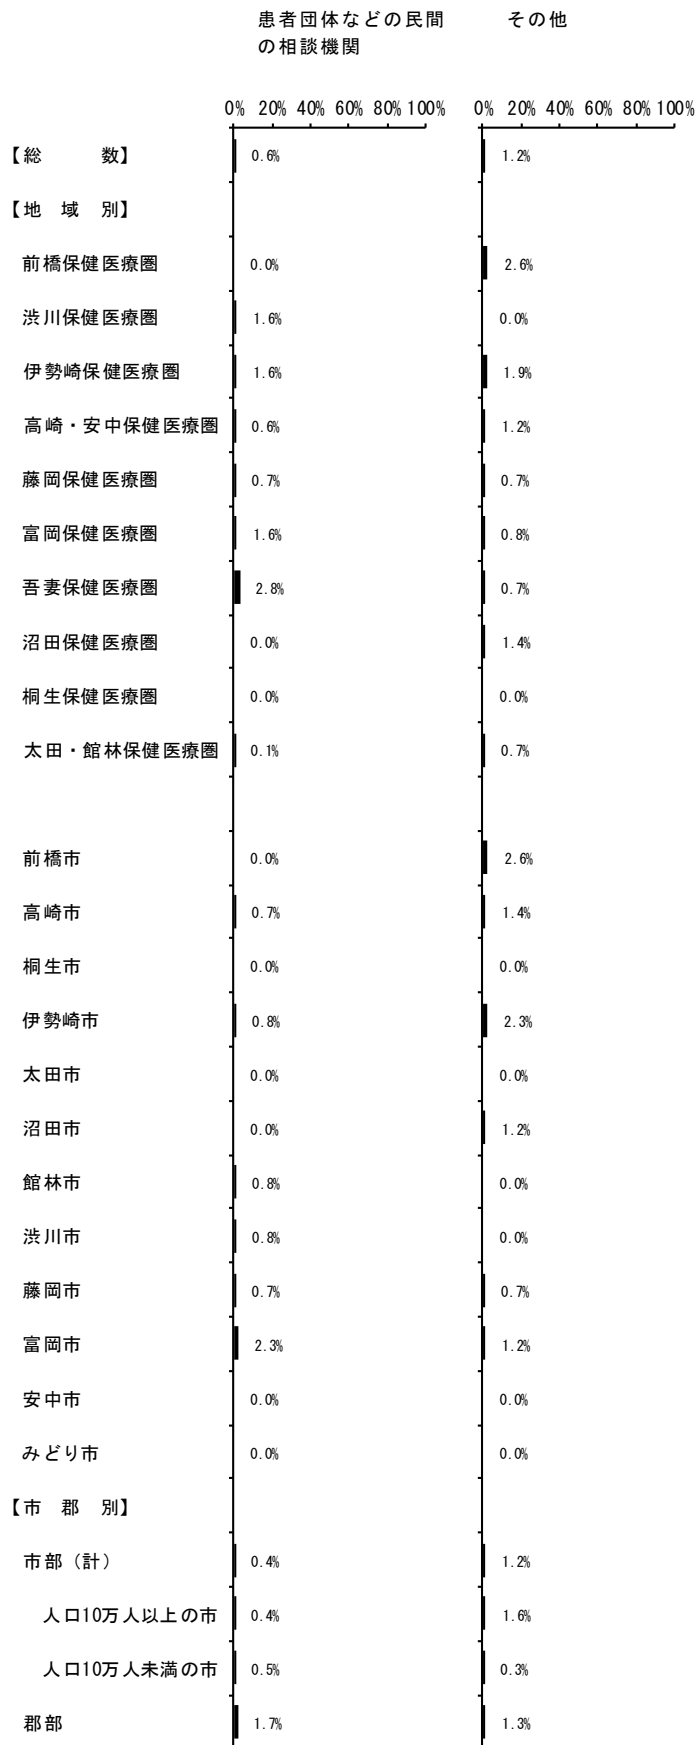 患者団体などの民間 その他
の相談機関
0% 20% 40% 60% 80% 100% 0% 20% 40% 60% 80% 100%
【総 数】 0.6% 1.2%
【地 域 別】
前橋保健医療圏 0.0% 2.6%
渋川保健医療圏 1.6% 0.0%
伊勢崎保健医療圏 1.6% 1.9%
高崎・安中保健医療圏 0.6% 1.2%
藤岡保健医療圏 0.7% 0.7%
富岡保健医療圏 1.6% 0.8%
吾妻保健医療圏 2.8% 0.7%
沼田保健医療圏 0.0% 1.4%
桐生保健医療圏 0.0% 0.0%
太田・館林保健医療圏 0.1% 0.7%
前橋市 0.0% 2.6%
高崎市 0.7% 1.4%
桐生市 0.0% 0.0%
伊勢崎市 0.8% 2.3%
太田市 0.0% 0.0%
沼田市 0.0% 1.2%
館林市 0.8% 0.0%
渋川市 0.8% 0.0%
藤岡市 0.7% 0.7%
富岡市 2.3% 1.2%
安中市 0.0% 0.0%
みどり市 0.0% 0.0%
【市 郡 別】
市部（計） 0.4% 1.2%
人口10万人以上の市 0.4% 1.6%
人口10万人未満の市 0.5% 0.3%
郡部 1.7% 1.3%